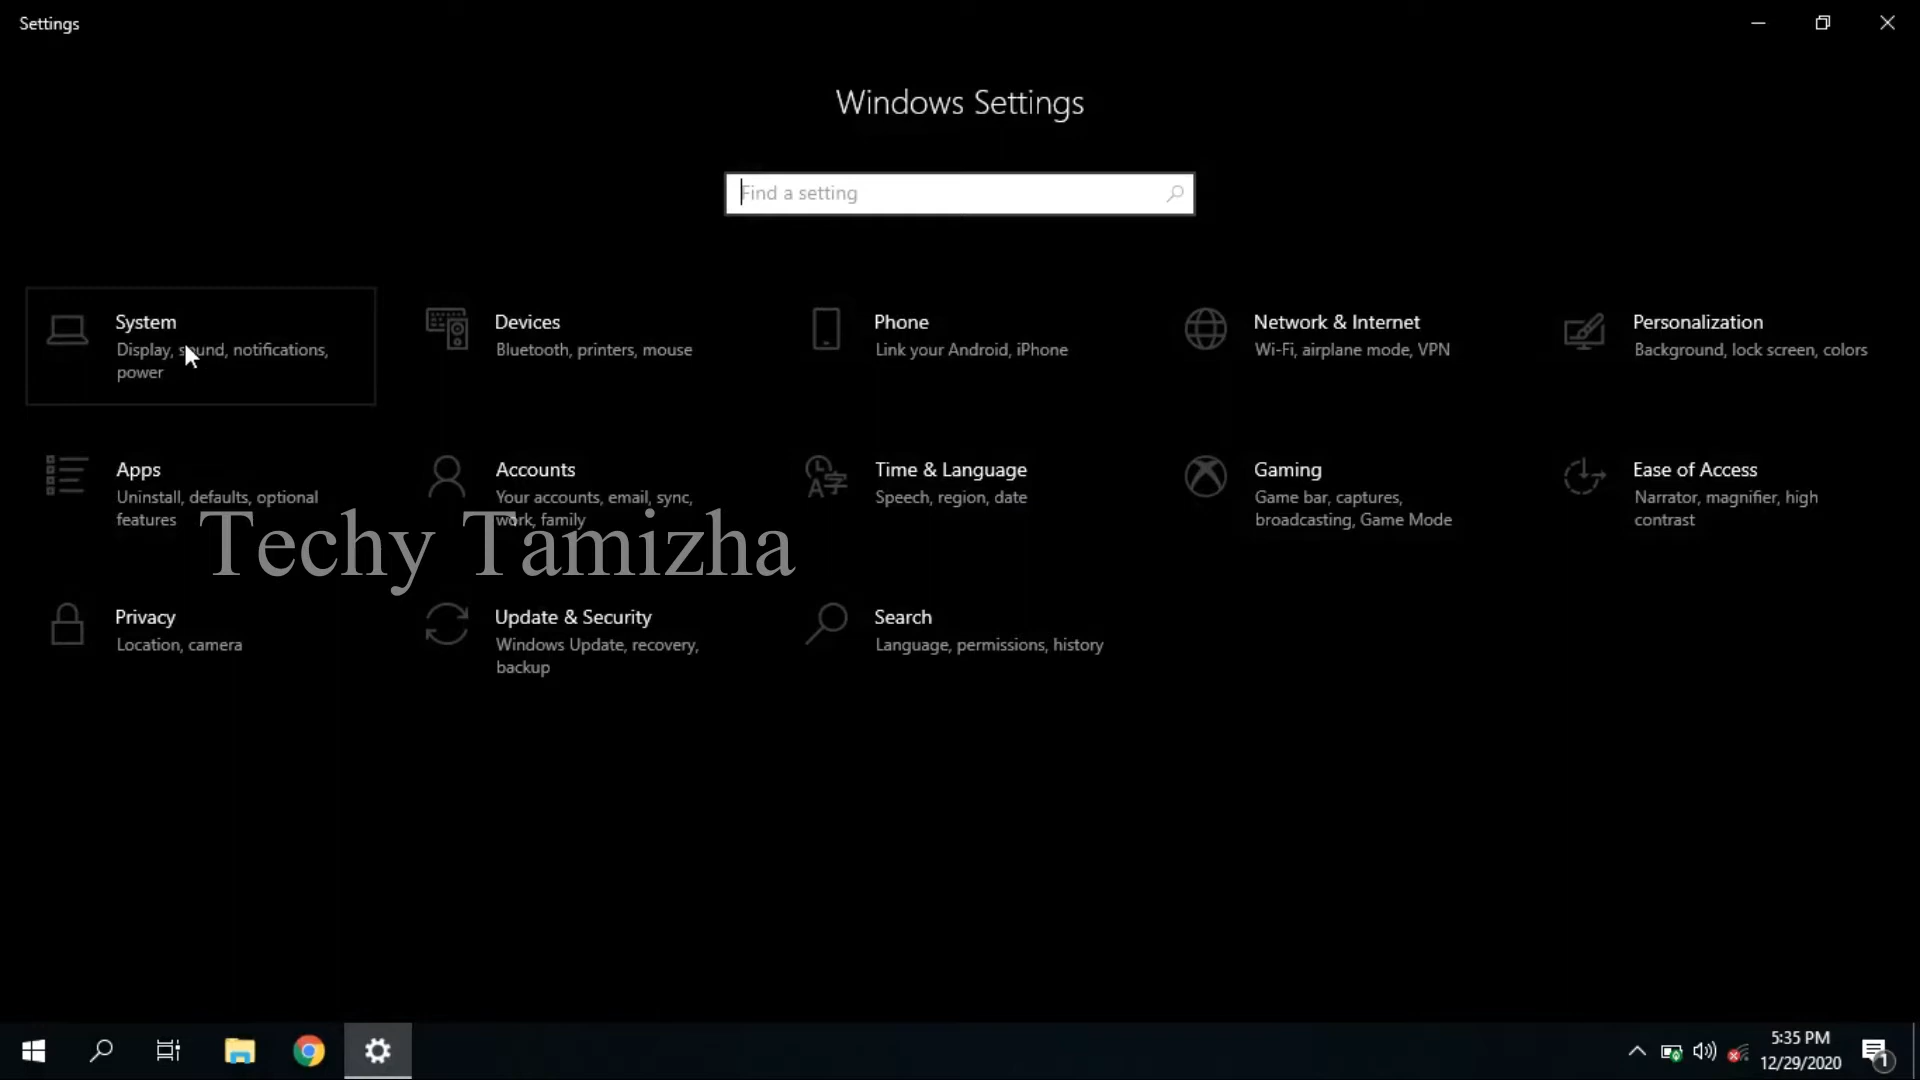 Settings
Windows Settings
Find a setting
System
Display, sound, notifications,
power
Devices
Bluetooth, printers, mouse
Phone
Link your Android, iPhone
Network & Internet
Wi-Fi, airplane mode, VPN
Personalization
Background, lock screen, colors
Apps
Uninstall, defaults, optional
features
Accounts
Your accounts, email, sync,
work, family
Time & Language
Speech, region, date
Gaming
Game bar, captures,
broadcasting, Game Mode
Ease of Access
Narrator, magnifier, high
contrast
Techy Tamizha
Privacy
Location, camera
Update & Security
Windows Update, recovery,
backup
Search
Language, permissions, history
5:35 PM
12/29/2020
1